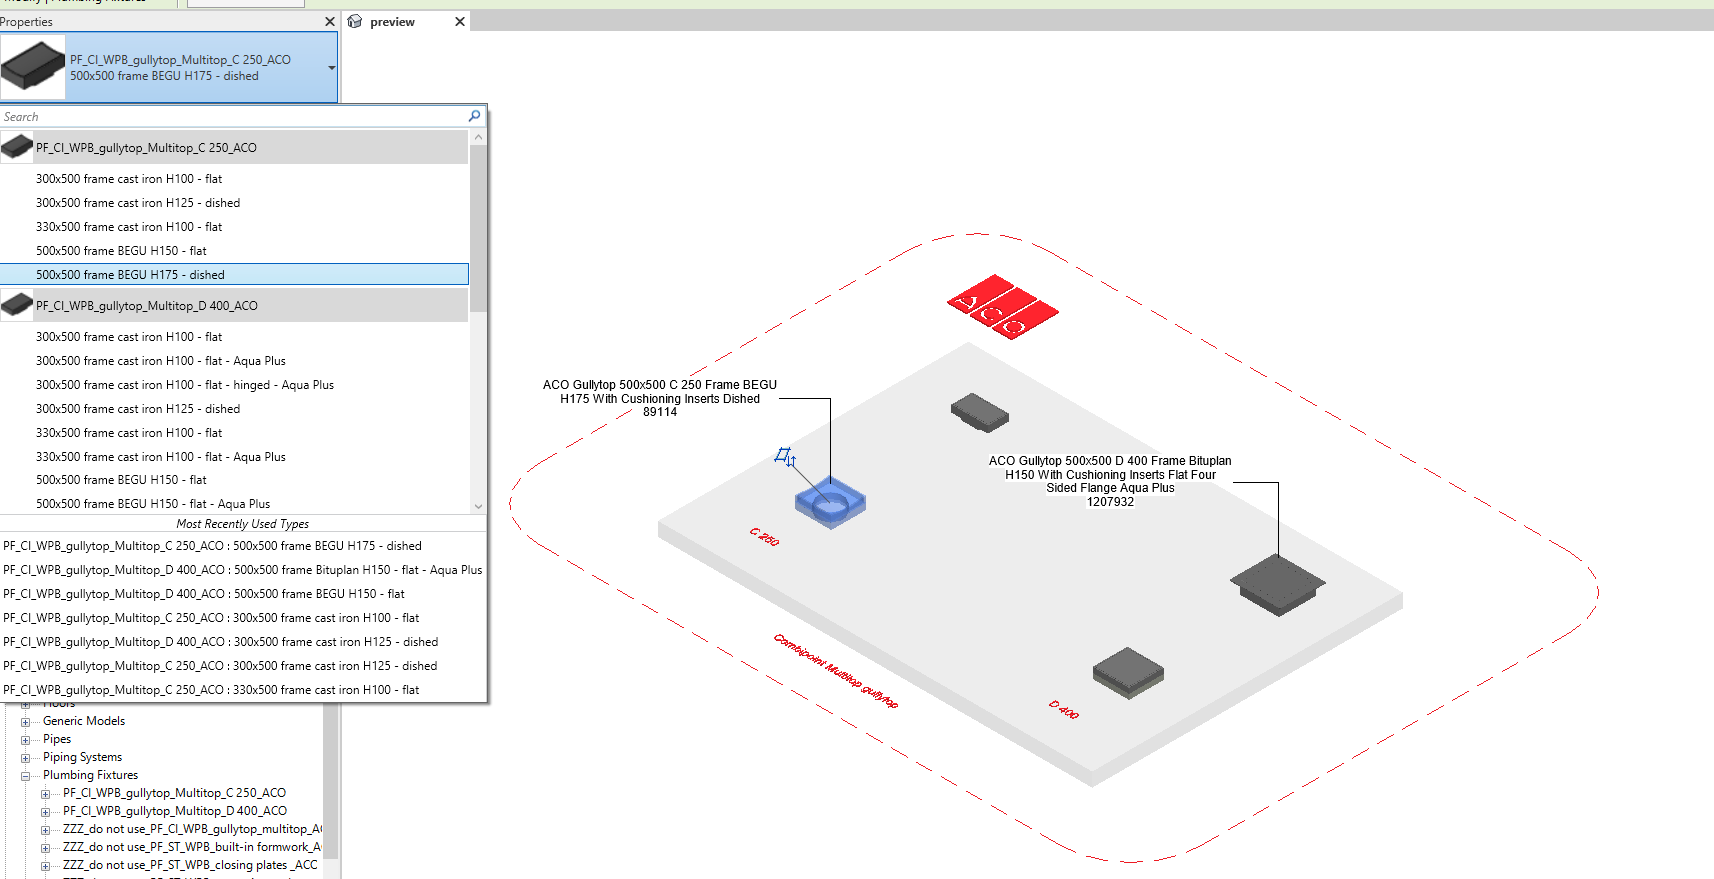 Modify | Plumbing Fixtures
Properties
preview
PF_CI_WPB_gullytop_Multitop_C 250_ACO
500x500 frame BEGU H175 - dished
Search
PF_CI_WPB_gullytop_Multitop_C 250_ACO
300x500 frame cast iron H100 - flat
300x500 frame cast iron H125 - dished
330x500 frame cast iron H100 - flat
500x500 frame BEGU H150 - flat
500x500 frame BEGU H175 - dished
PF_CI_WPB_gullytop_Multitop_D 400_ACO
300x500 frame cast iron H100 - flat
300x500 frame cast iron H100 - flat - Aqua Plus
300x500 frame cast iron H100 - flat - hinged - Aqua Plus
300x500 frame cast iron H125 - dished
330x500 frame cast iron H100 - flat
330x500 frame cast iron H100 - flat - Aqua Plus
500x500 frame BEGU H150 - flat
500x500 frame BEGU H150 - flat - Aqua Plus
Most Recently Used Types
PF_CI_WPB_gullytop_Multitop_C 250_ACO : 500x500 frame BEGU H175 - dished
PF_CI_WPB_gullytop_Multitop_D 400_ACO : 500x500 frame Bituplan H150 - flat - Aqua Plus
PF_CI_WPB_gullytop_Multitop_D 400_ACO : 500x500 frame BEGU H150 - flat
PF_CI_WPB_gullytop_Multitop_C 250_ACO : 300x500 frame cast iron H100 - flat
PF_CI_WPB_gullytop_Multitop_D 400_ACO : 300x500 frame cast iron H125 - dished
PF_CI_WPB_gullytop_Multitop_C 250_ACO : 300x500 frame cast iron H125 - dished
PF_CI_WPB_gullytop_Multitop_C 250_ACO : 330x500 frame cast iron H100 - flat
Floors
Generic Models
Pipes
Piping Systems
Plumbing Fixtures
PF_CI_WPB_gullytop_Multitop_C 250_ACO
PF_CI_WPB_gullytop_Multitop_D 400_ACO
ZZZ_do not use_PF_CI_WPB_gullytop_multitop_A
ZZZ_do not use_PF_ST_WPB_built-in formwork_A
ZZZ_do not use_PF_ST_WPB_closing plates _ACC
ACO
ACO Gullytop 500x500 C 250 Frame BEGU
H175 With Cushioning Inserts Dished
89114
ACO Gullytop 500x500 D 400 Frame Bituplan
H150 With Cushioning Inserts Flat Four
Sided Flange Aqua Plus
1207932
C 250
Combipoint Multitop gullytop
D 400